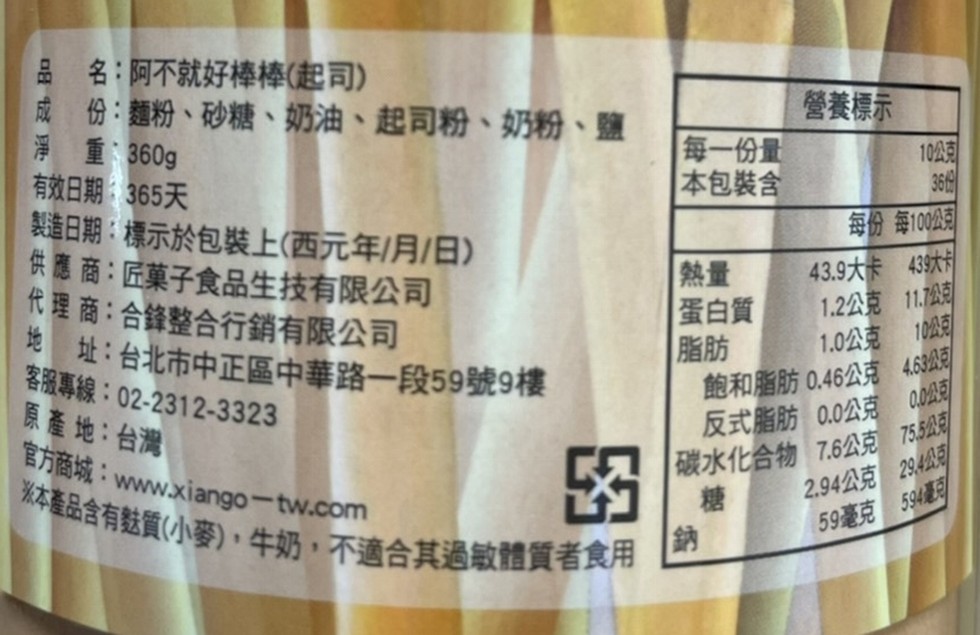 品名：阿不就好棒棒(起司)
成份：麵粉、砂糖、奶油、起司粉、奶粉、鹽
淨重：360g
有效日期：365天
製造日期：標示於包裝上(西元年/月/日)
供應商：匠菓子食品生技有限公司
代理商：合鋒整合行銷有限公司
地址：台北市中正區中華路一段59號9樓
客服專線：02-2312-3323
原產地：台灣
官方商城：www.xiango－tw.com
※本產品含有麩質(小麥)，牛奶，不適合其過敏體質者食用
營養標示
每一份量 10公克
本包裝含 36份
每份 每100公克
熱量 43.9大卡 439大卡
蛋白質 1.2公克 11.7公克
脂肪 1.0公克 10公克
飽和脂肪 0.46公克 4.63公克
反式脂肪 0.0公克 0.0公克
碳水化合物 7.6公克 75.5公克
糖 2.94公克 29.4公克
鈉 59毫克 594毫克